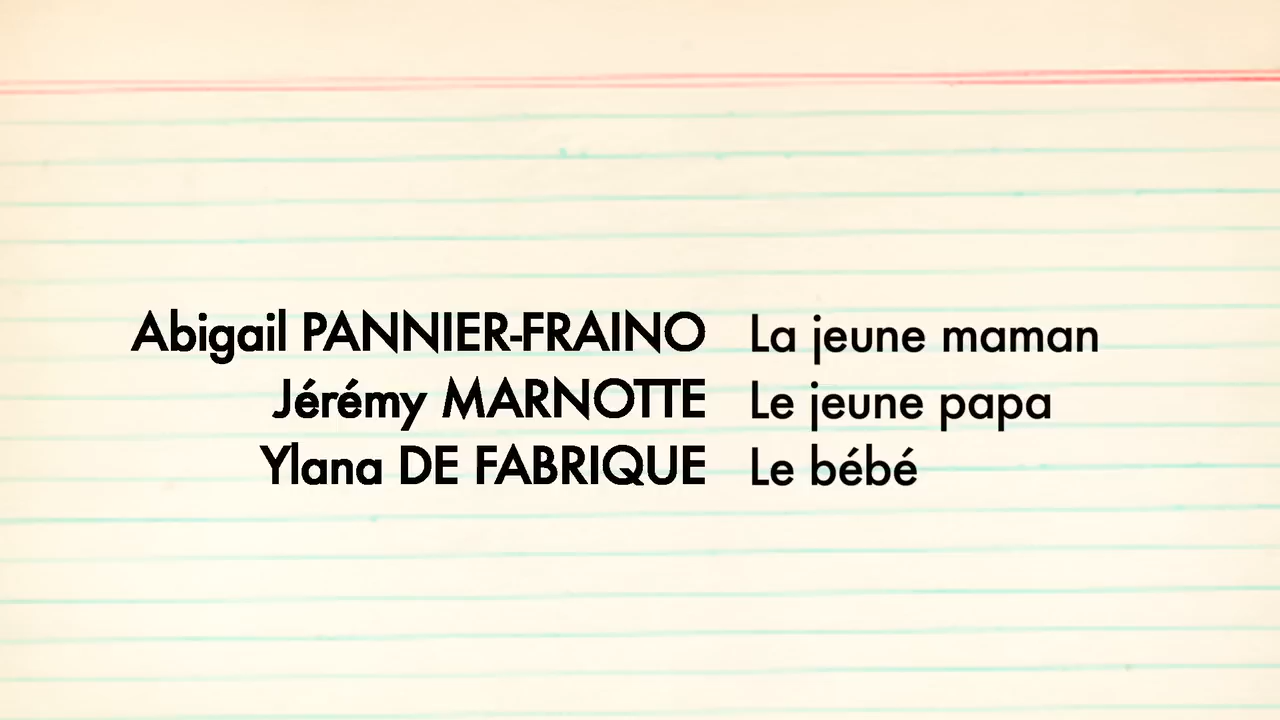 Abigail PANNIER-FRAINO La jeune maman
Jérémy MARNOTTE Le jeune papa
Ylana DE FABRIQUE Le bébé